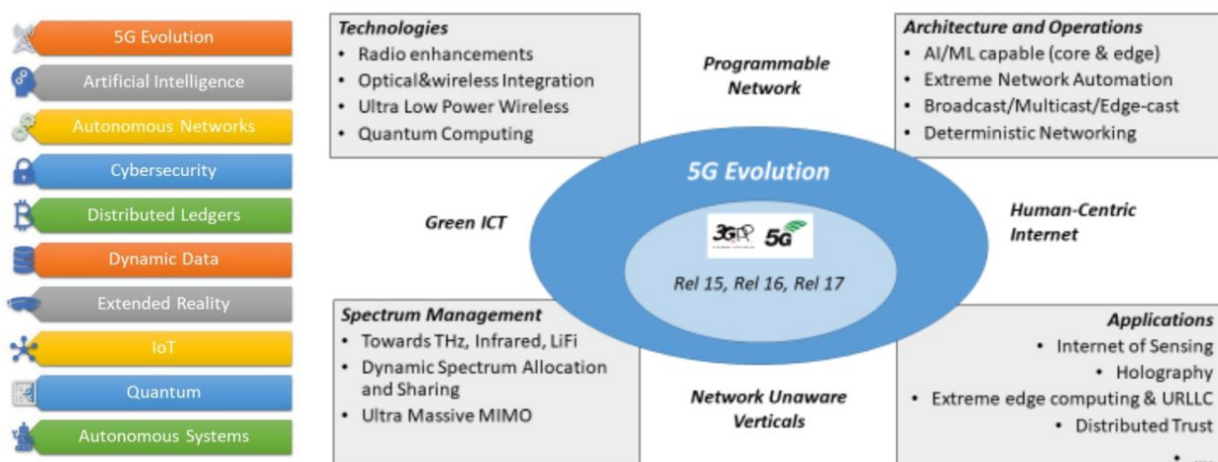 5G Evolution
Artificial Intelligence
Autonomous Networks
Cybersecurity
Distributed Ledgers
Dynamic Data
Extended Reality
IoT
Quantum
Autonomous Systems
Technologies
• Radio enhancements
• Optical&wireless Integration
• Ultra Low Power Wireless
• Quantum Computing
Programmable
Network
Architecture and Operations
• AI/ML capable (core & edge)
• Extreme Network Automation
• Broadcast/Multicast/Edge-cast
• Deterministic Networking
Green ICT
5G Evolution
3GPP 5G
Rel 15, Rel 16, Rel 17
Human-Centric
Internet
Spectrum Management
• Towards THz, Infrared, LiFi
• Dynamic Spectrum Allocation
and Sharing
• Ultra Massive MIMO
Network Unaware
Verticals
Applications
• Internet of Sensing
• Holography
• Extreme edge computing & URLLC
• Distributed Trust
• ...